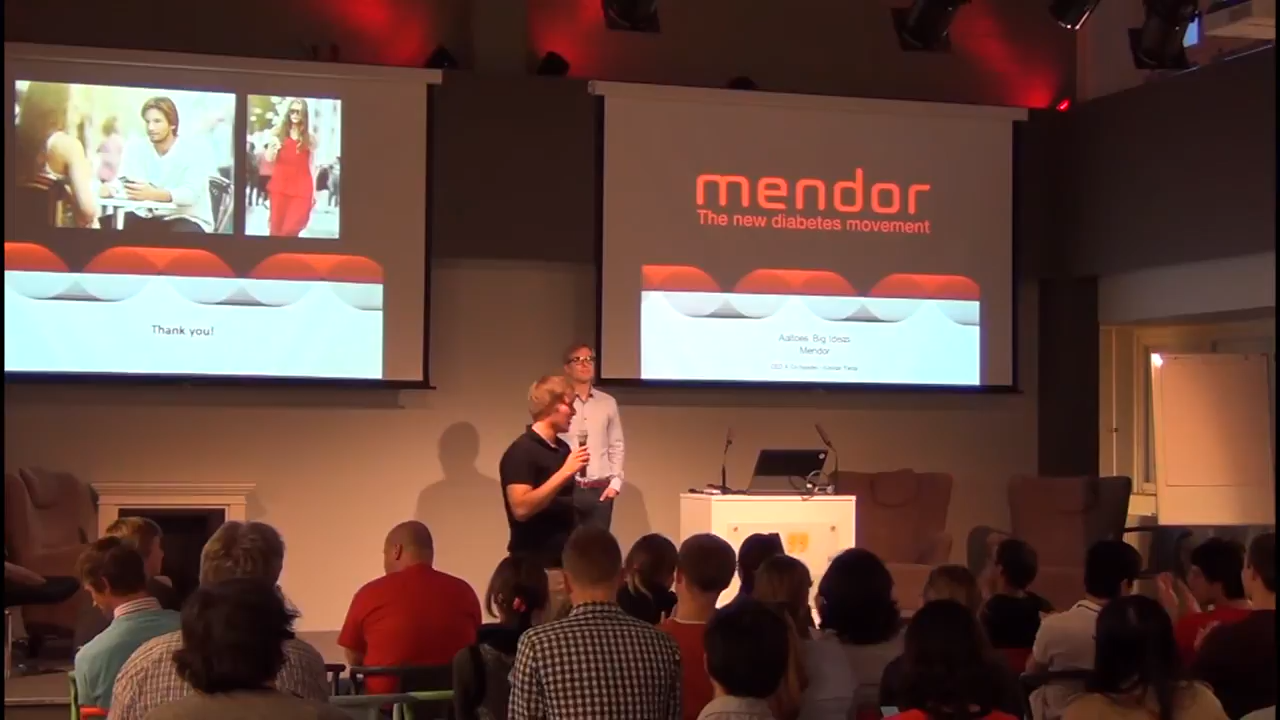 Thank you!
mendor
The new diabetes movement
Aaltoes Big Ideas
Mendor